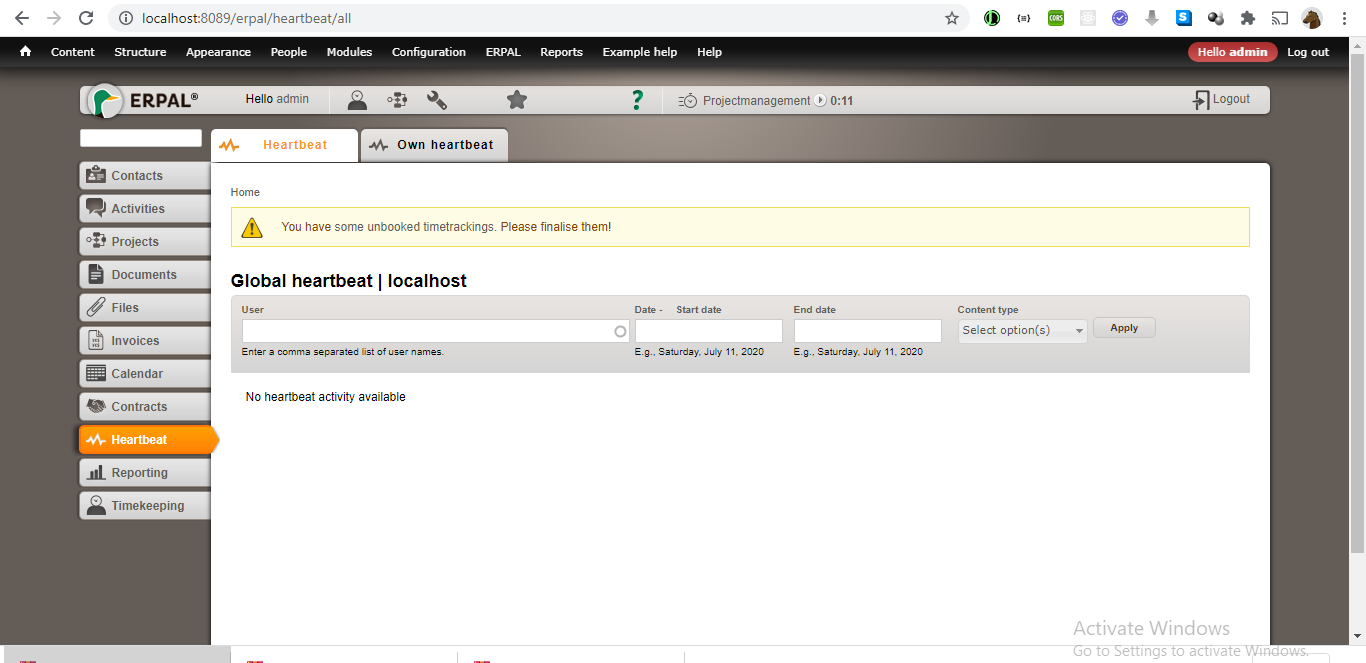 localhost:8089/erpal/heartbeat/all
CORS
S
Content Structure Appearance People Modules Configuration ERPAL Reports Example help Help Hello admin Log out
ERPAL® Hello admin ? Projectmanagement 0:11 Logout
Heartbeat Own heartbeat
Contacts
Activities
Projects
Documents
Files
Invoices
Calendar
Contracts
Heartbeat
Reporting
Timekeeping
Home
You have some unbooked timetrackings. Please finalise them!
Global heartbeat | localhost
User Date - Start date End date Content type
Select option(s) Apply
Enter a comma separated list of user names. E.g., Saturday, July 11, 2020 E.g., Saturday, July 11, 2020
No heartbeat activity available
Activate Windows
Go to Settings to activate Windows.